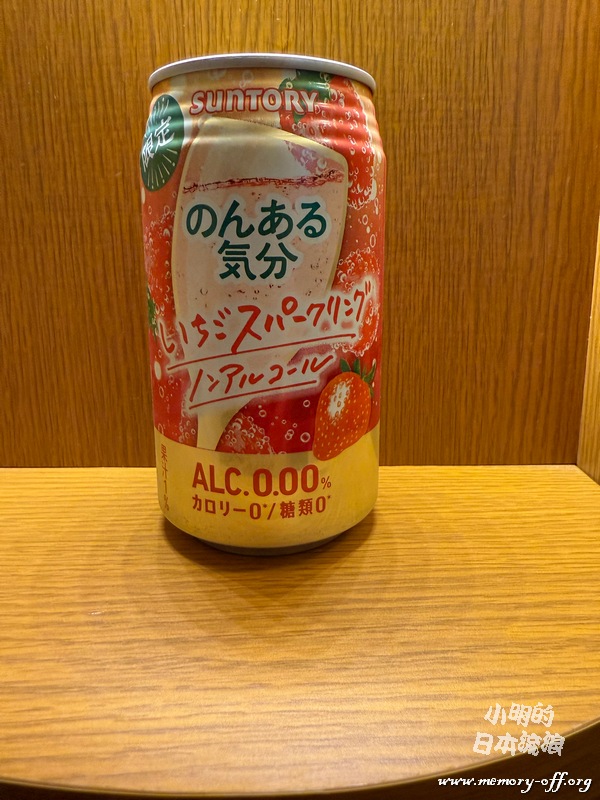 SUNTORY
限定
のんある
気分
いちごスパークリング
ノンアルコール
ALC.0.00%
カロリー0*/糖類0*
小明的
日本流浪
www.memory-off.org